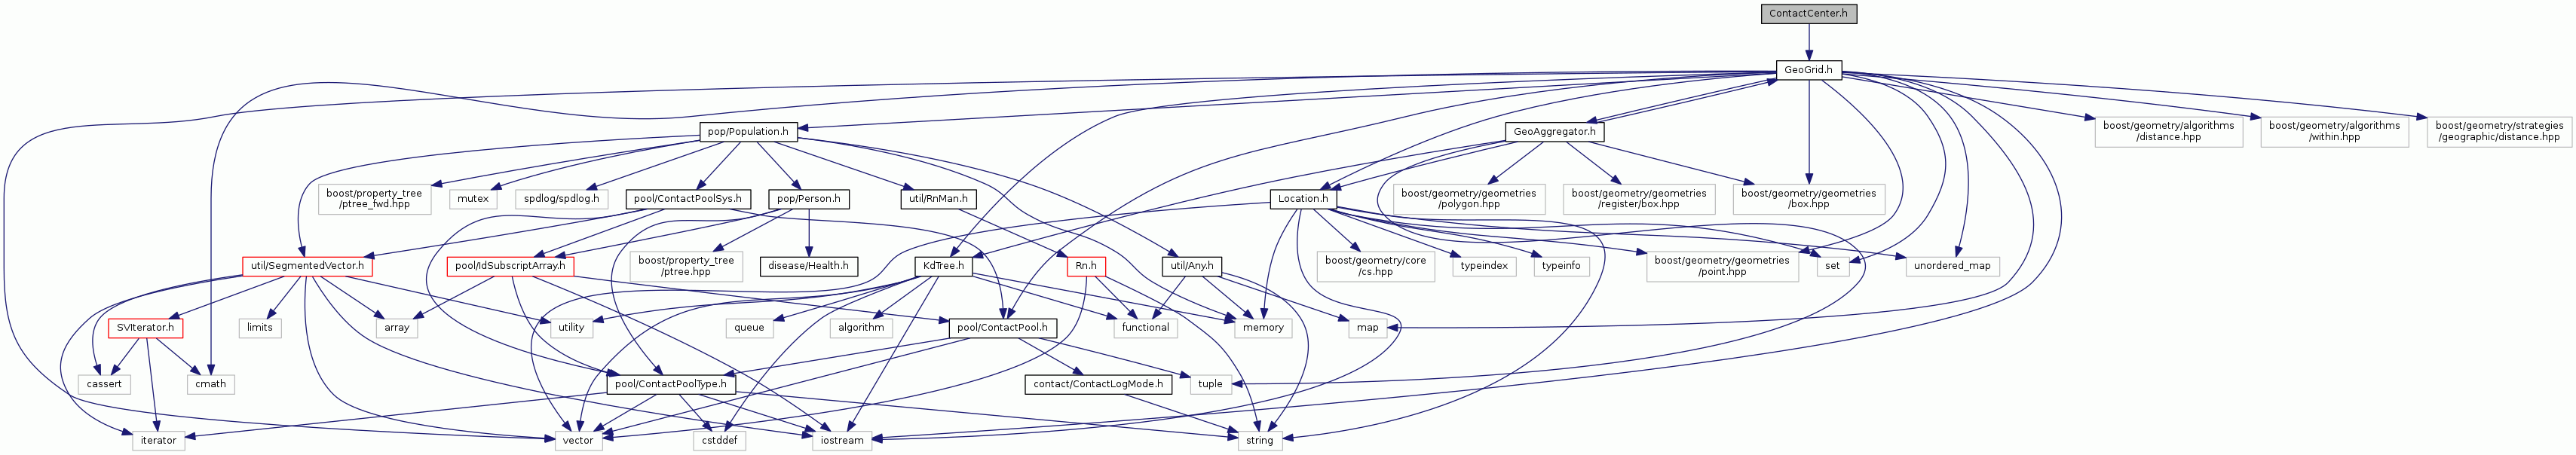 ContactCenter.h
GeoGrid.h
pop/Population.h
GeoAggregator.h
boost/geometry/algorithms
/distance.hpp
boost/geometry/algorithms
/within.hpp
boost/geometry/strategies
/geographic/distance.hpp
boost/property_tree
/ptree_fwd.hpp
mutex
spdlog/spdlog.h
pool/ContactPoolSys.h
pop/Person.h
util/RnMan.h
Location.h
boost/geometry/geometries
/polygon.hpp
boost/geometry/geometries
/register/box.hpp
boost/geometry/geometries
/box.hpp
util/SegmentedVector.h
pool/IdSubscriptArray.h
boost/property_tree
/ptree.hpp
disease/Health.h
KdTree.h
Rn.h
util/Any.h
boost/geometry/core
/cs.hpp
typeindex
typeinfo
boost/geometry/geometries
/point.hpp
set
unordered_map
SVIterator.h
limits
array
utility
queue
algorithm
pool/ContactPool.h
functional
memory
map
cassert
cmath
pool/ContactPoolType.h
contact/ContactLogMode.h
tuple
iterator
vector
cstddef
iostream
string